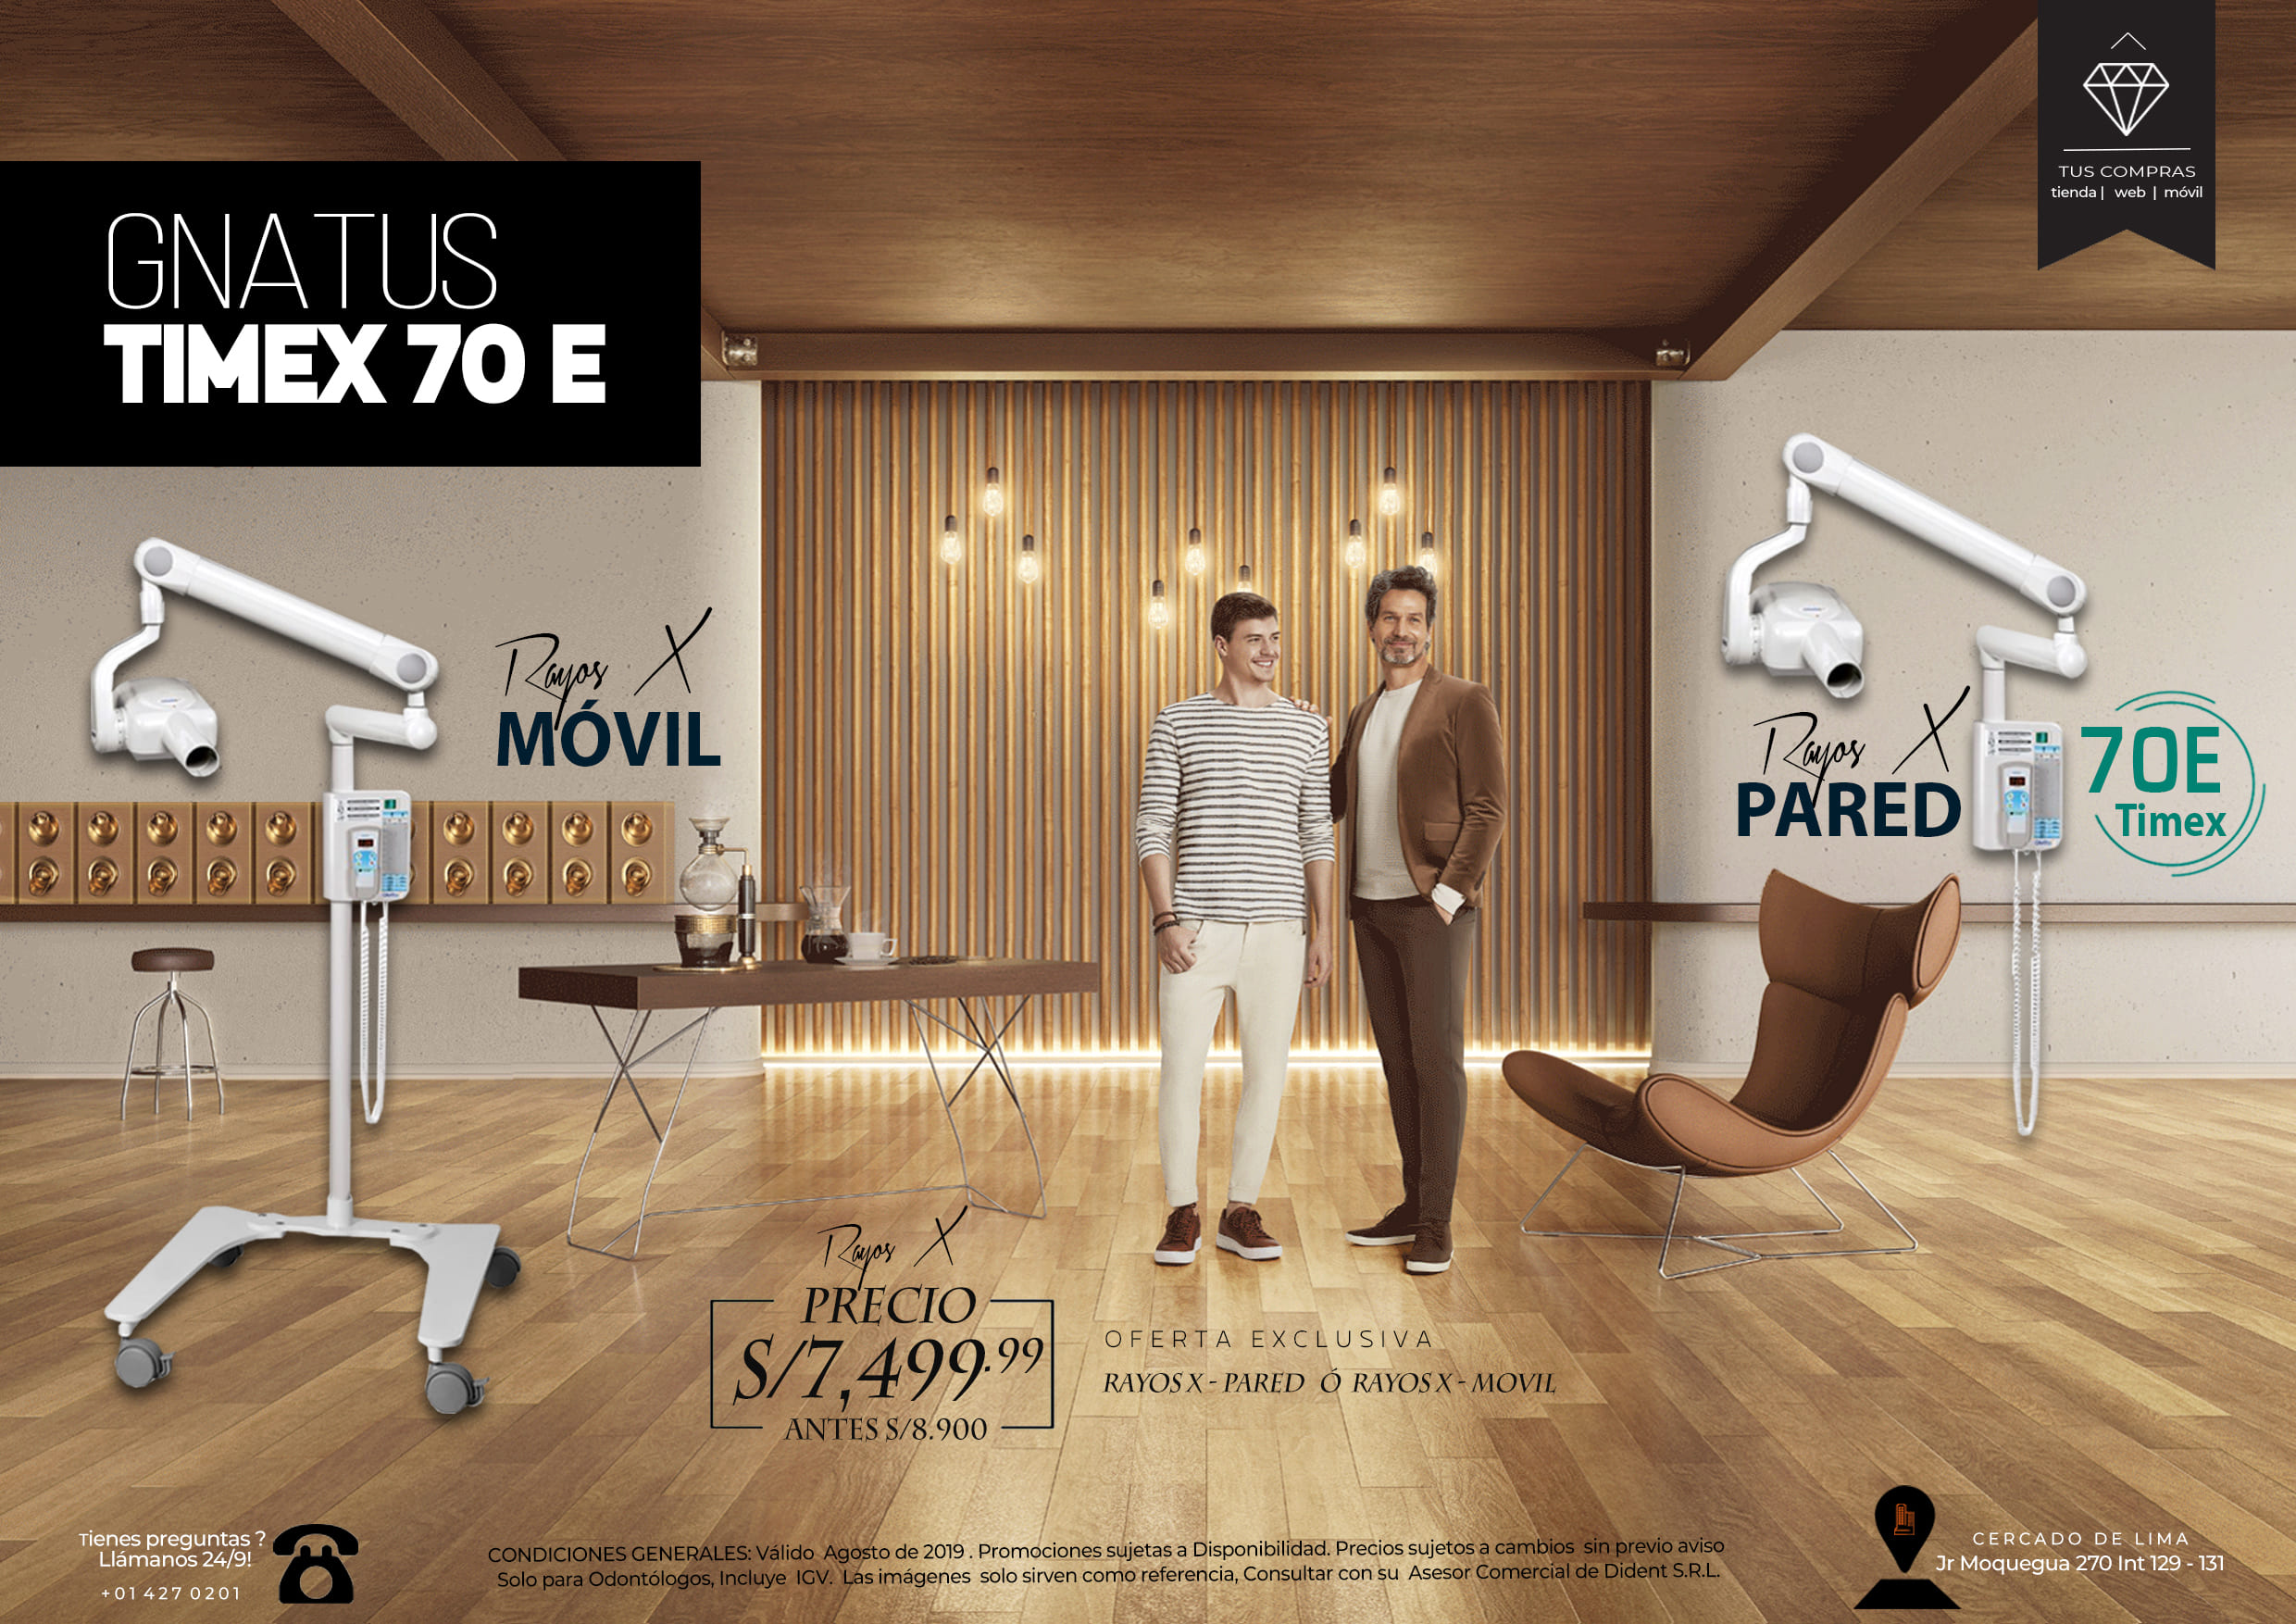 TUS COMPRAS
tienda | web | móvil
GNATUS
TIMEX 70 E
Rayos X
MÓVIL
Rayos X
PARED
70E
Timex
Rayos X
PRECIO
S/7,499.99
ANTES S/8.900
OFERTA EXCLUSIVA
RAYOS X - PARED Ó RAYOS X - MOVIL
Tienes preguntas ?
Llámanos 24/9!
+01 427 0201
CONDICIONES GENERALES: Válido Agosto de 2019 . Promociones sujetas a Disponibilidad. Precios sujetos a cambios sin previo aviso
Solo para Odontólogos, Incluye IGV. Las imágenes solo sirven como referencia, Consultar con su Asesor Comercial de Dident S.R.L.
CERCADO DE LIMA
Jr Moquegua 270 Int 129 - 131